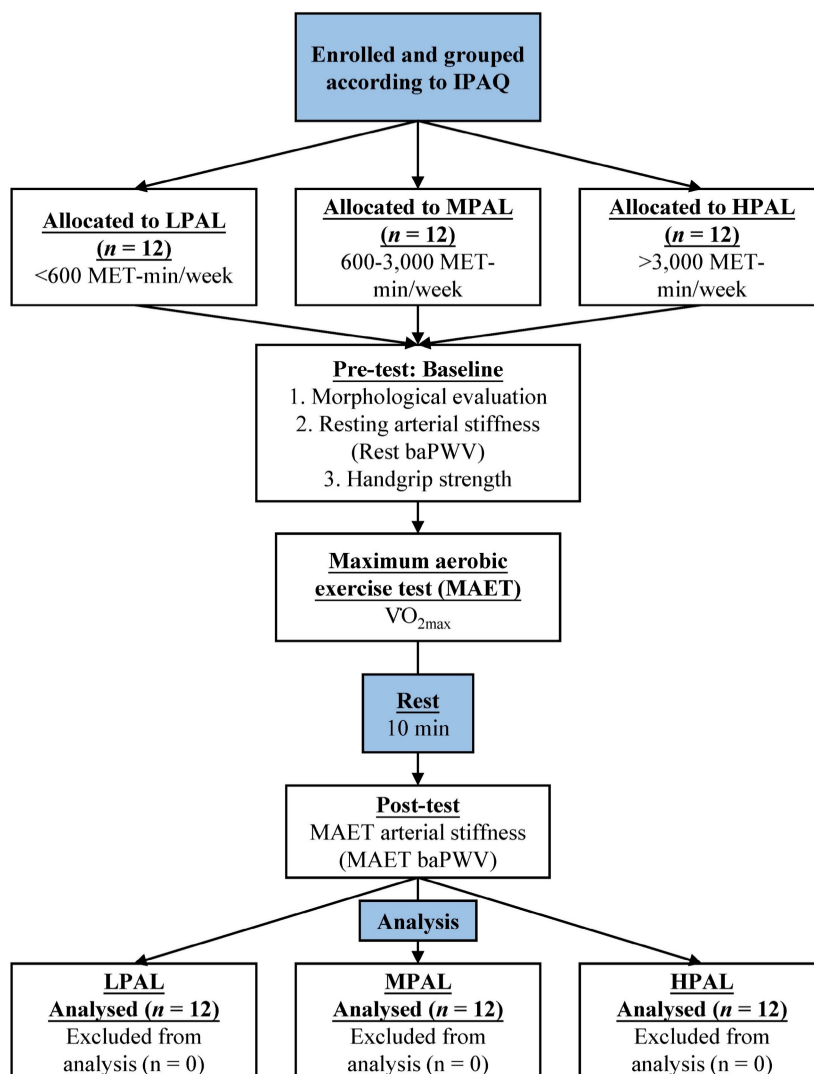 Enrolled and grouped
according to IPAQ
Allocated to LPAL
(n = 12)
<600 MET-min/week
Allocated to MPAL
(n = 12)
600-3,000 MET-
min/week
Allocated to HPAL
(n = 12)
>3,000 MET-
min/week
Pre-test: Baseline
1. Morphological evaluation
2. Resting arterial stiffness
(Rest baPWV)
3. Handgrip strength
Maximum aerobic
exercise test (MAET)
V̇O2max
Rest
10 min
Post-test
MAET arterial stiffness
(MAET baPWV)
Analysis
LPAL
Analysed (n = 12)
Excluded from
analysis (n = 0)
MPAL
Analysed (n = 12)
Excluded from
analysis (n = 0)
HPAL
Analysed (n = 12)
Excluded from
analysis (n = 0)